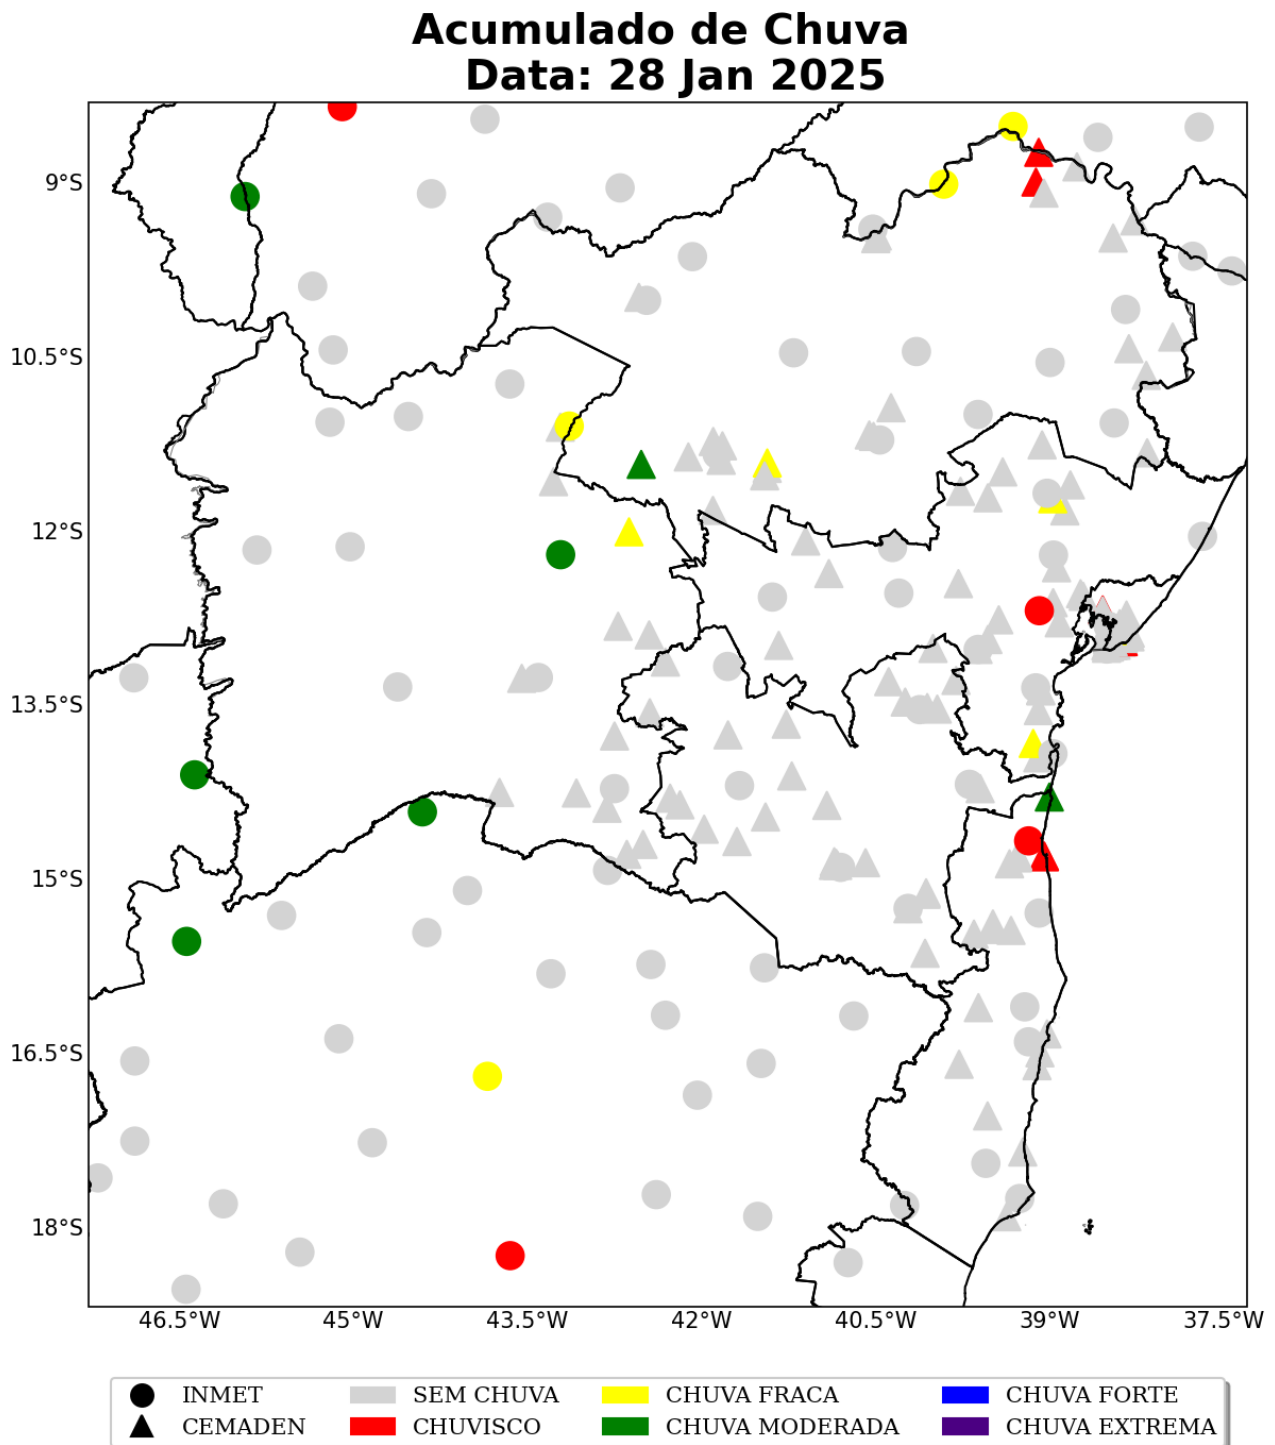 Acumulado de Chuva
Data: 28 Jan 2025
9°S
10.5°S
12°S
13.5°S
15°S
16.5°S
18°S
46.5°W 45°W 43.5°W 42°W 40.5°W 39°W 37.5°W
INMET SEM CHUVA CHUVA FRACA CHUVA FORTE
CEMADEN CHUVISCO CHUVA MODERADA CHUVA EXTREMA